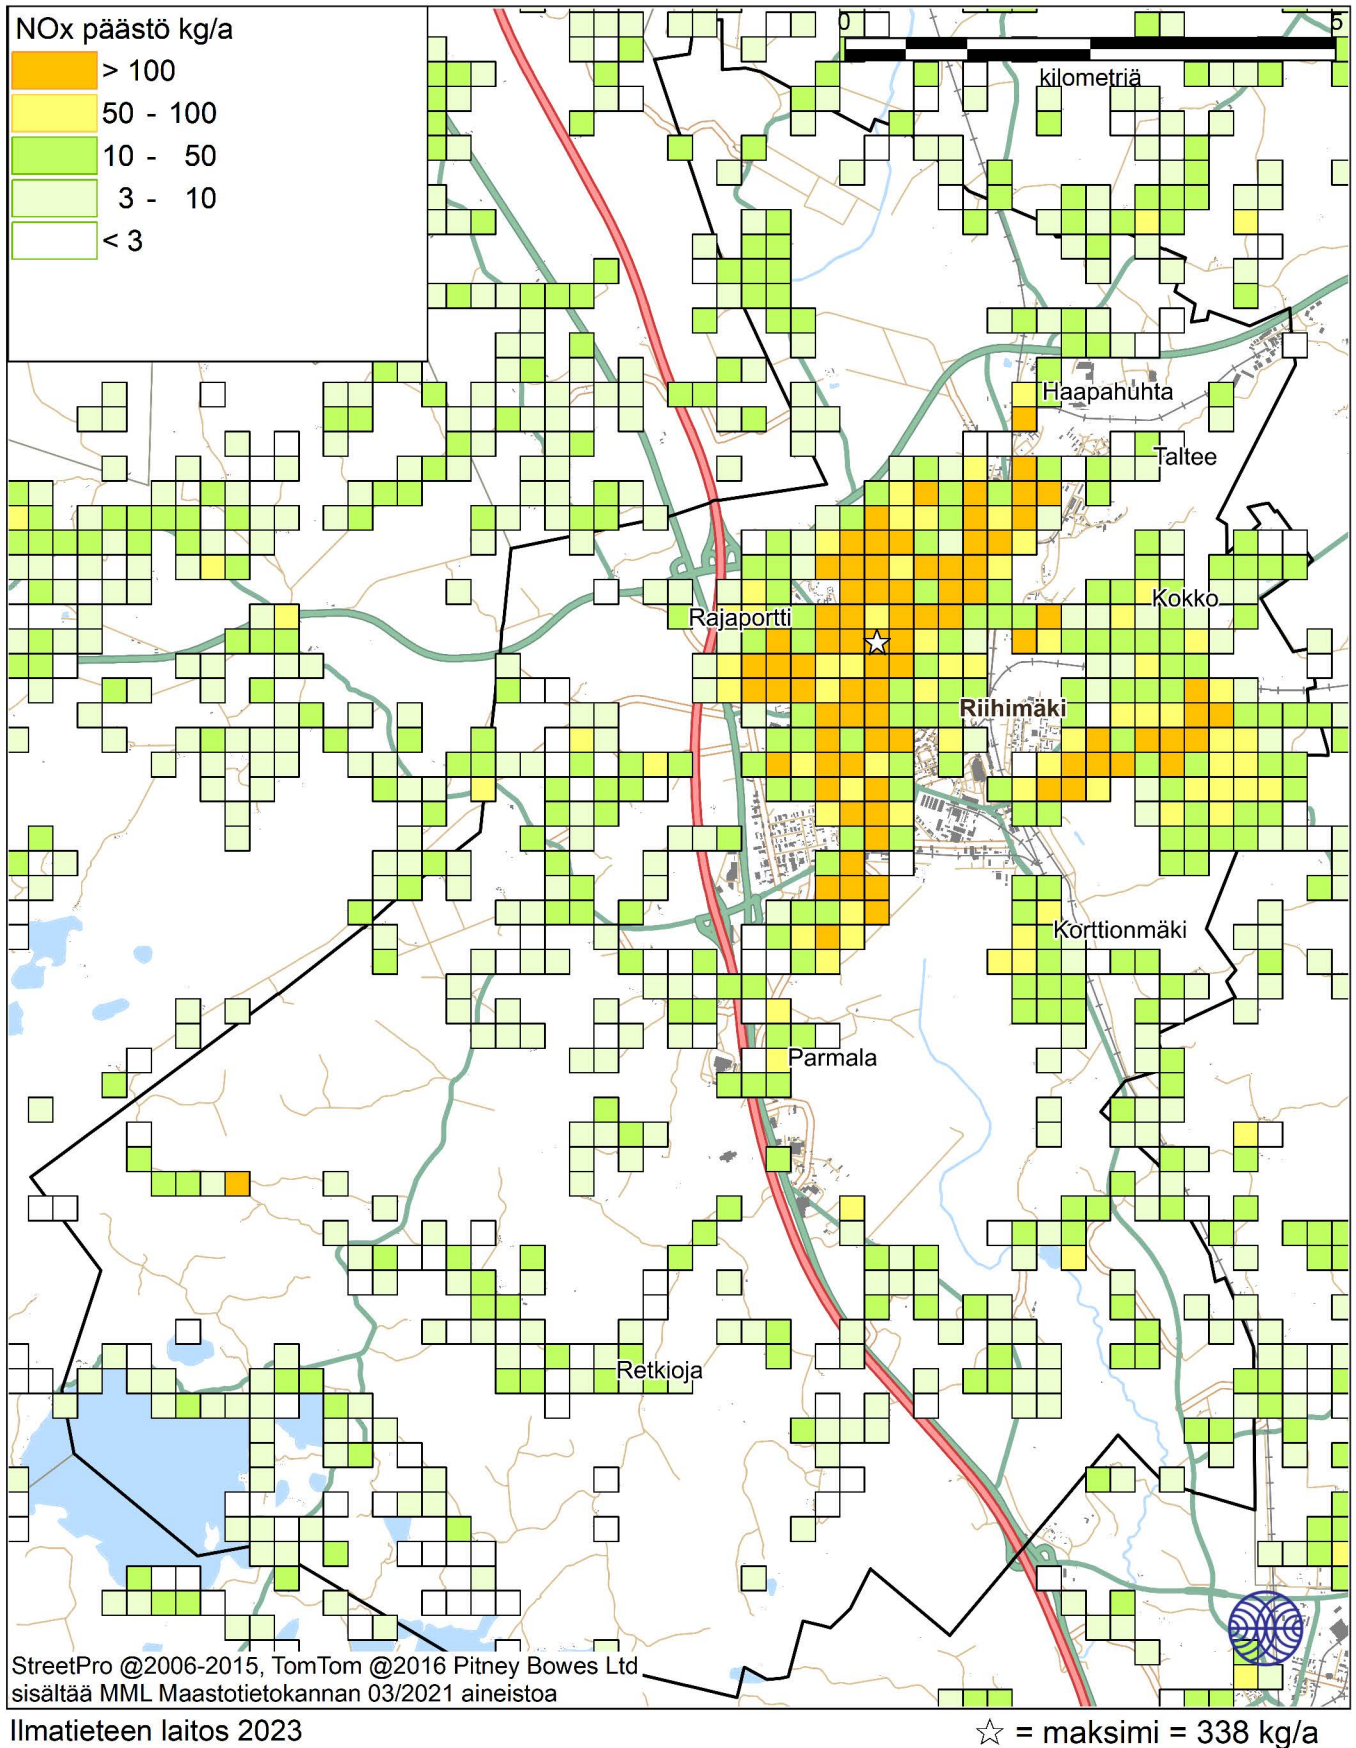 NOx päästö kg/a
> 100
50 - 100
10 - 50
3 - 10
< 3
0 5
kilometriä
Haapahuhta
Taltee
Kokko
Rajaportti
Riihimäki
Korttionmäki
Parmala
Retkioja
StreetPro @2006-2015, TomTom @2016 Pitney Bowes Ltd
sisältää MML Maastotietokannan 03/2021 aineistoa
Ilmatieteen laitos 2023
☆ = maksimi = 338 kg/a